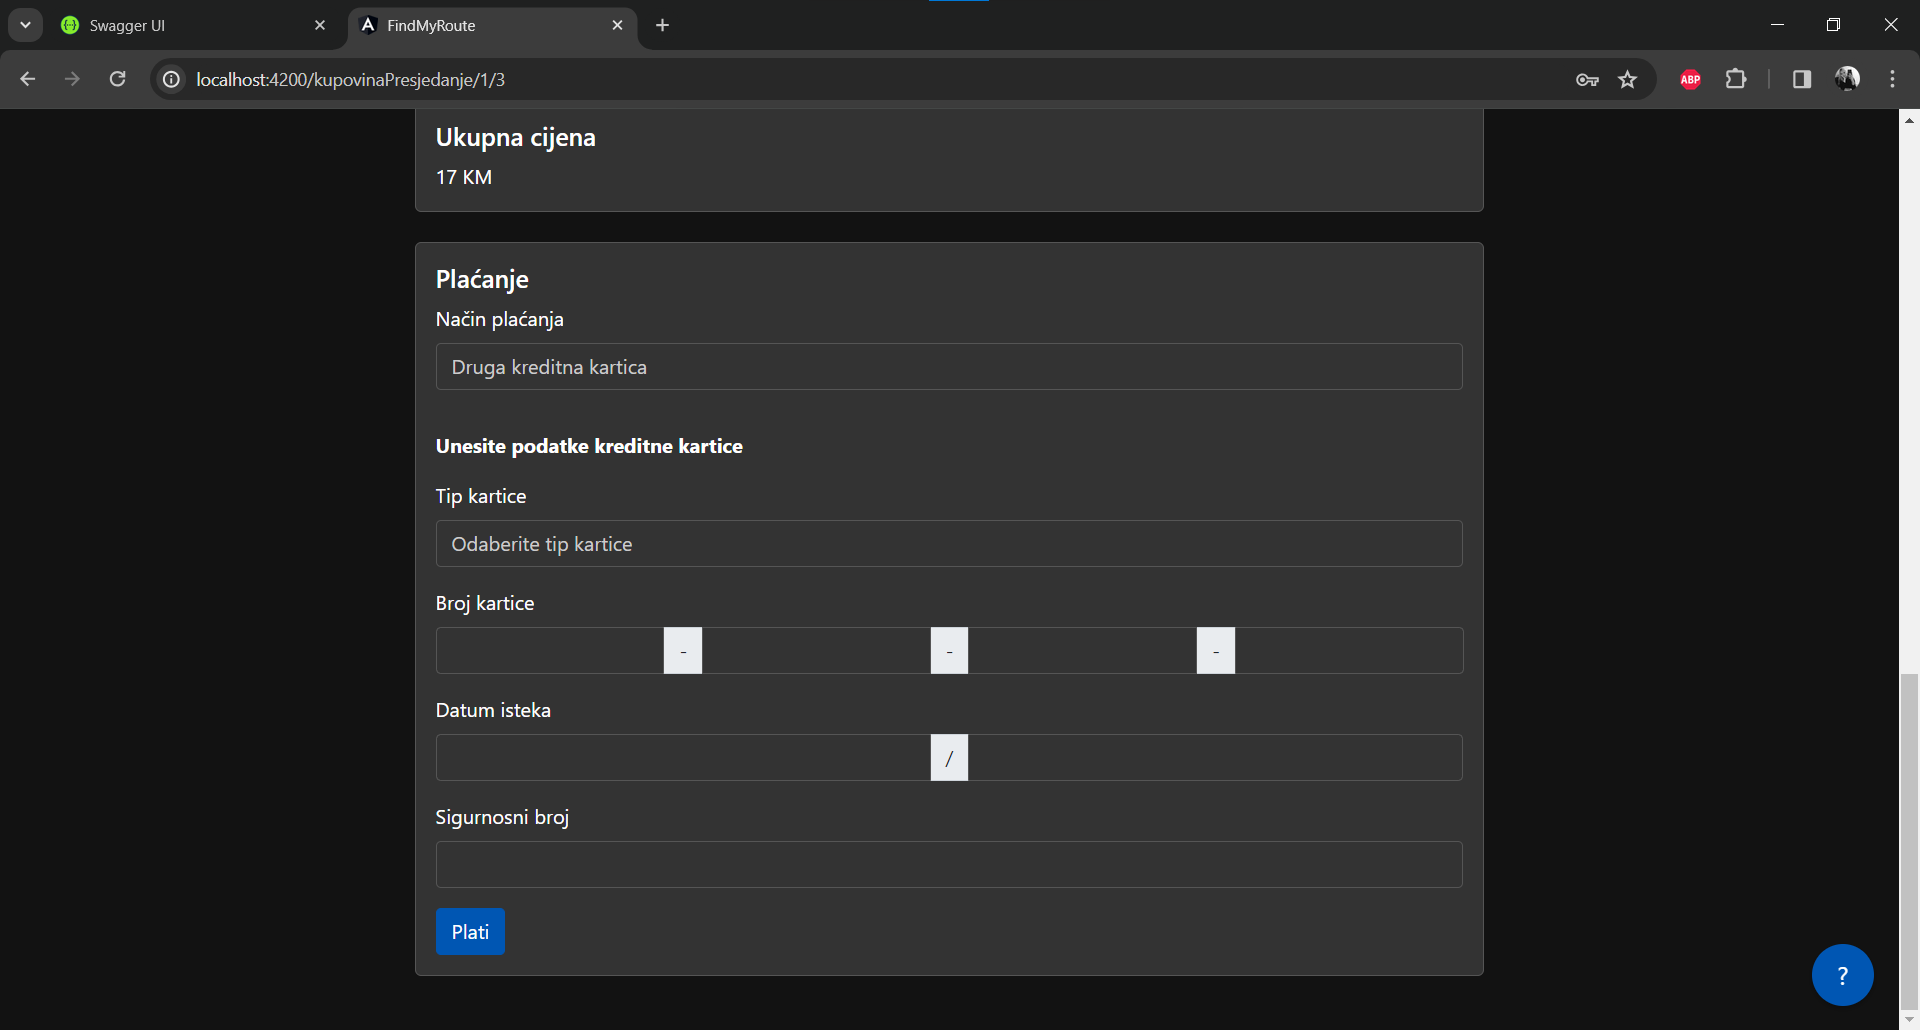 Swagger UI
FindMyRoute
localhost:4200/kupovinaPresjedanje/1/3
ABP
Ukupna cijena
17 KM
Plaćanje
Način plaćanja
Druga kreditna kartica
Unesite podatke kreditne kartice
Tip kartice
Odaberite tip kartice
Broj kartice
- - -
Datum isteka
/
Sigurnosni broj
Plati
?